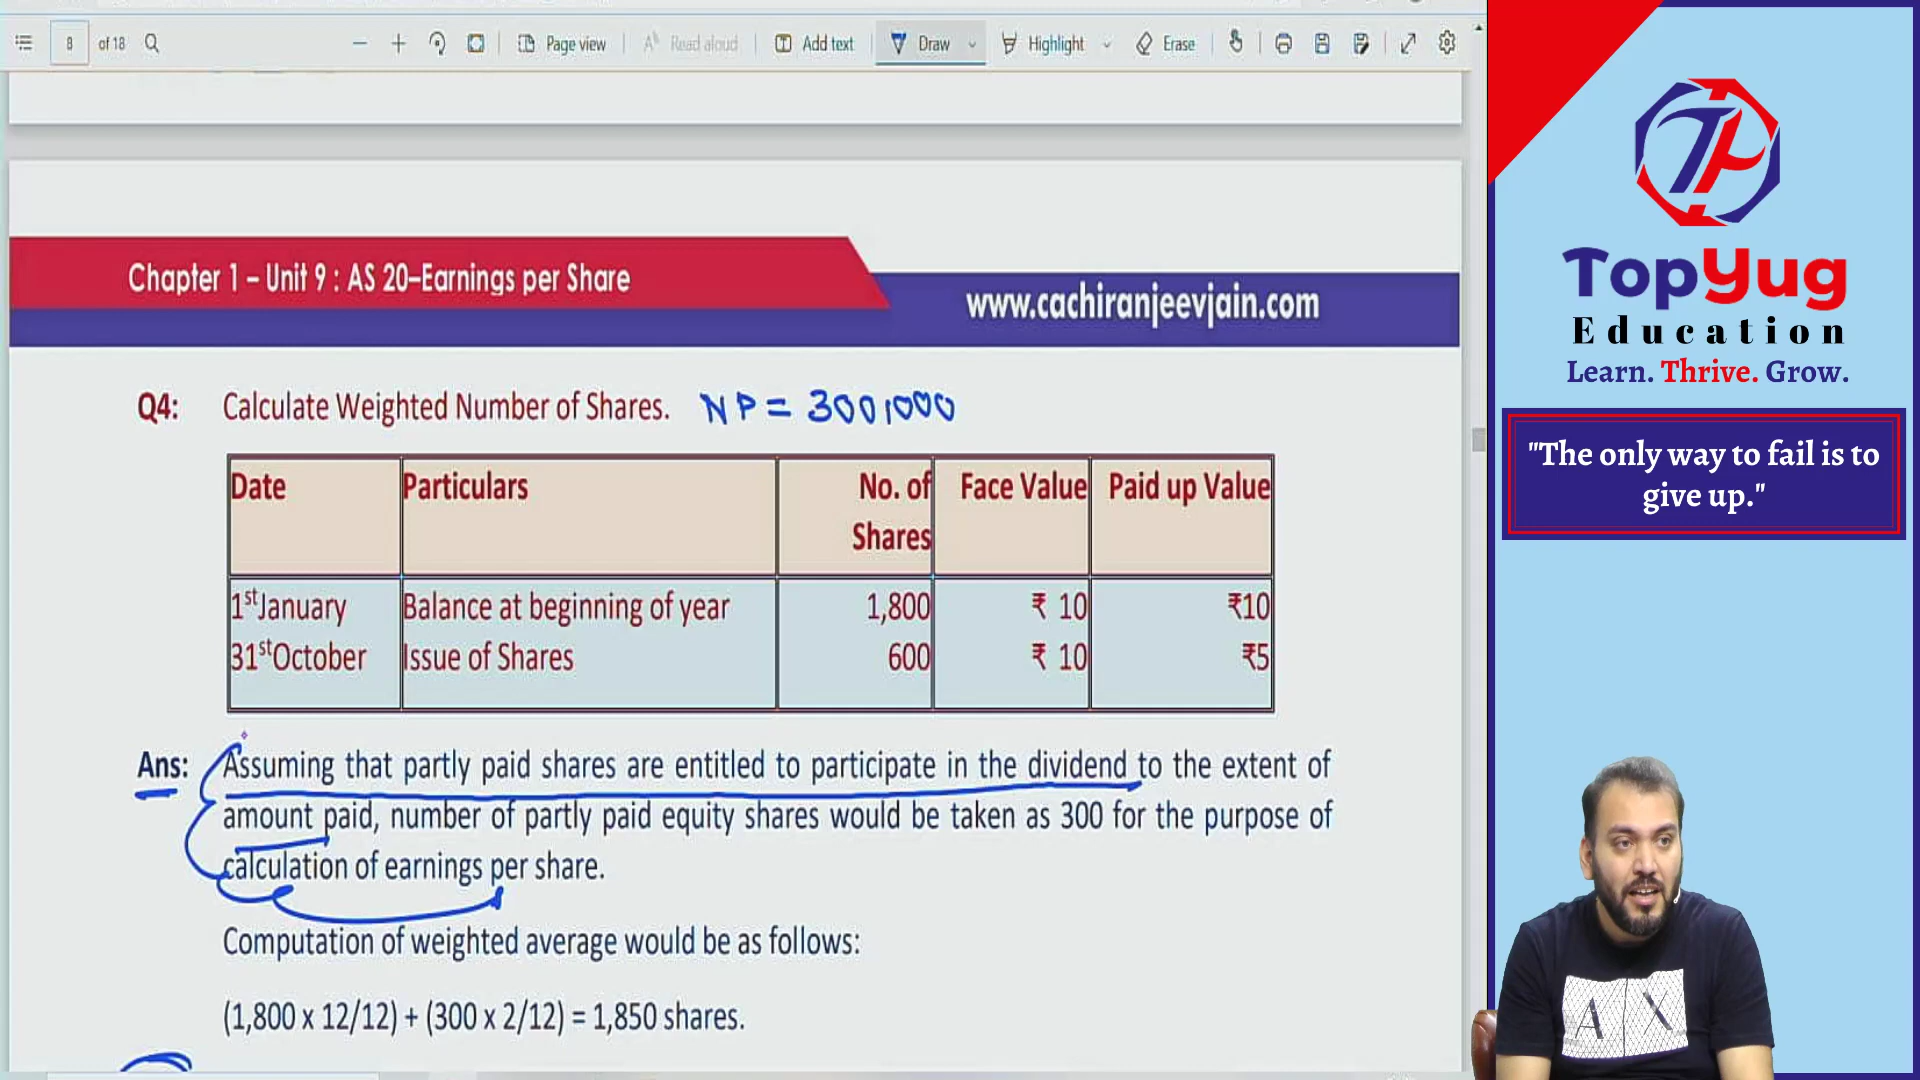 8 of 18 Page view Read aloud Add text Draw Highlight Erase
Chapter 1 – Unit 9 : AS 20–Earnings per Share
www.cachiranjeevjain.com
Q4: Calculate Weighted Number of Shares. NP = 300,000
Date Particulars No. of Shares Face Value Paid up Value
1st January Balance at beginning of year 1,800 ₹ 10 ₹10
31st October Issue of Shares 600 ₹ 10 ₹5
Ans: Assuming that partly paid shares are entitled to participate in the dividend to the extent of
amount paid, number of partly paid equity shares would be taken as 300 for the purpose of
calculation of earnings per share.
Computation of weighted average would be as follows:
(1,800 x 12/12) + (300 x 2/12) = 1,850 shares.
TopYug
Education
Learn. Thrive. Grow.
"The only way to fail is to
give up."
A X